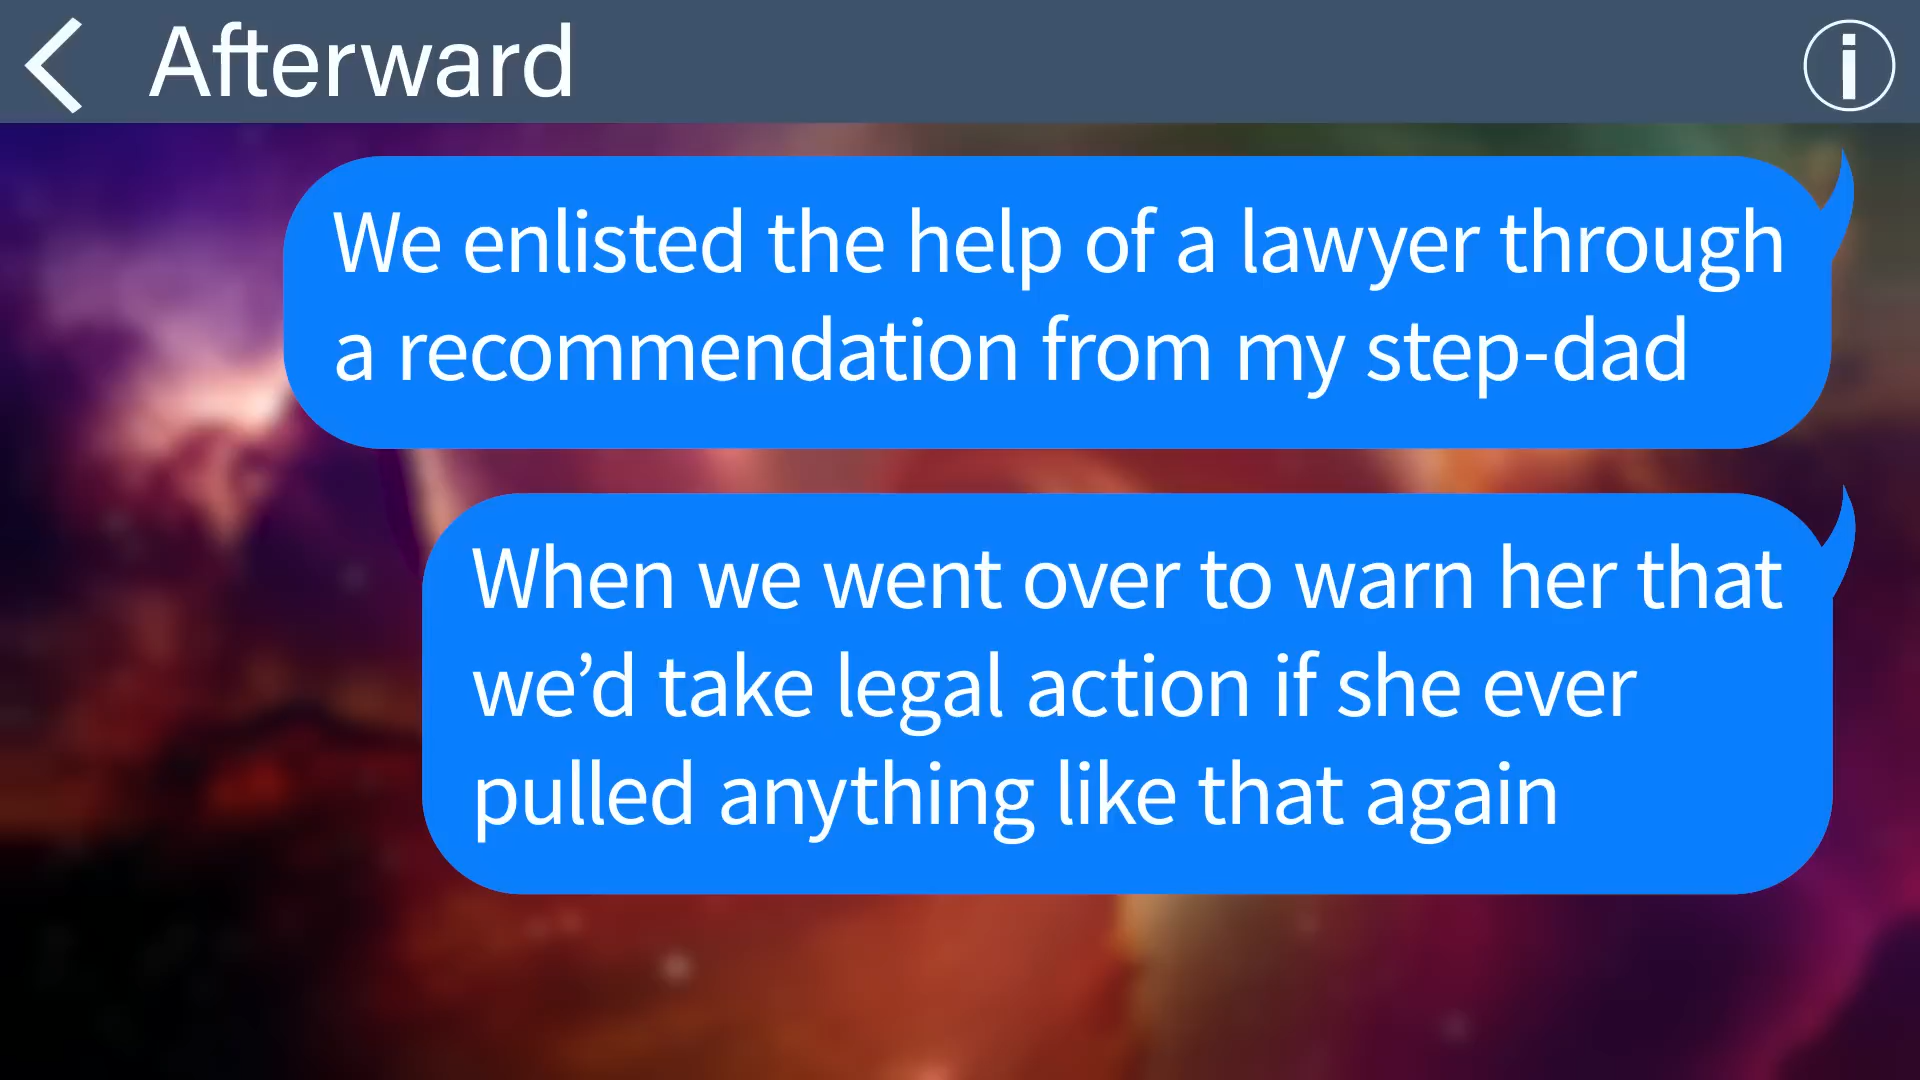 Afterward
We enlisted the help of a lawyer through
a recommendation from my step-dad
When we went over to warn her that
we’d take legal action if she ever
pulled anything like that again